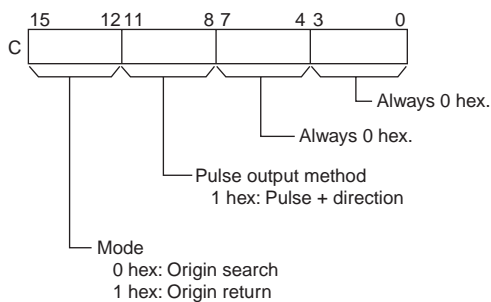 15 12 11 8 7 4 3 0
C
Always 0 hex.
Always 0 hex.
Pulse output method
1 hex: Pulse + direction
Mode
0 hex: Origin search
1 hex: Origin return